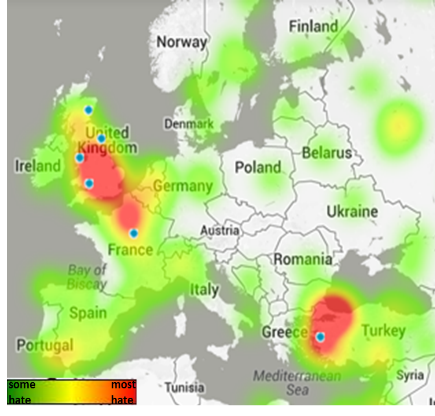 Finland
Norway
United
Kingdom
Denmark
Ireland
Belarus
Poland
Germany
Ukraine
Austria
France
Romania
Bay of
Biscay
Italy
Spain
Greece
Turkey
Portugal
Mediterranean
Sea
Syria
Tunisia
some most
hate hate